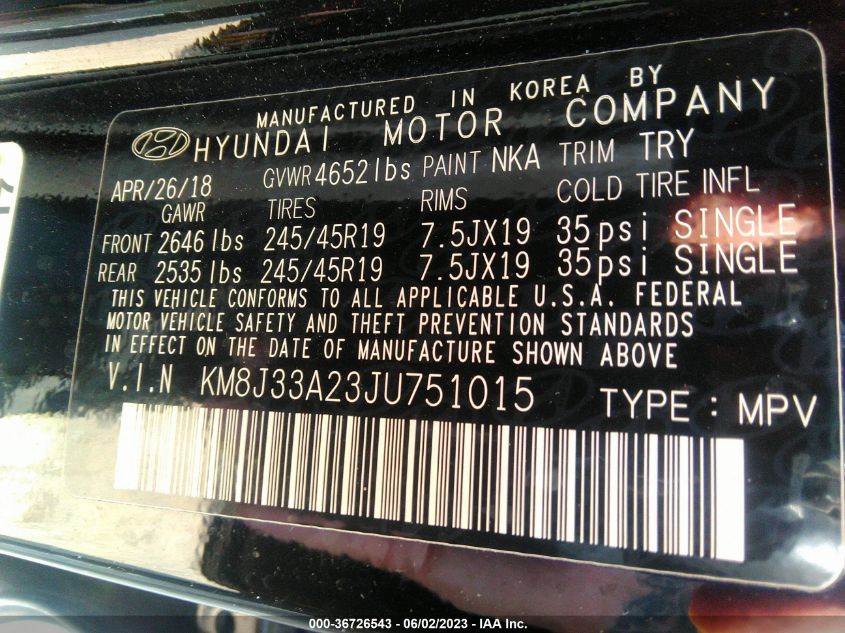 MANUFACTURED IN KOREA BY
HYUNDAI MOTOR COMPANY
APR/26/18 GVWR 4652 lbs PAINT NKA TRIM TRY
GAWR TIRES RIMS COLD TIRE INFL
FRONT 2646 lbs 245/45R19 7.5JX19 35psi SINGLE
REAR 2535 lbs 245/45R19 7.5JX19 35psi SINGLE
THIS VEHICLE CONFORMS TO ALL APPLICABLE U.S.A. FEDERAL
MOTOR VEHICLE SAFETY AND THEFT PREVENTION STANDARDS
IN EFFECT ON THE DATE OF MANUFACTURE SHOWN ABOVE
V.I.N KM8J33A23JU751015 TYPE : MPV
000-36726543 - 06/02/2023 - IAA Inc.